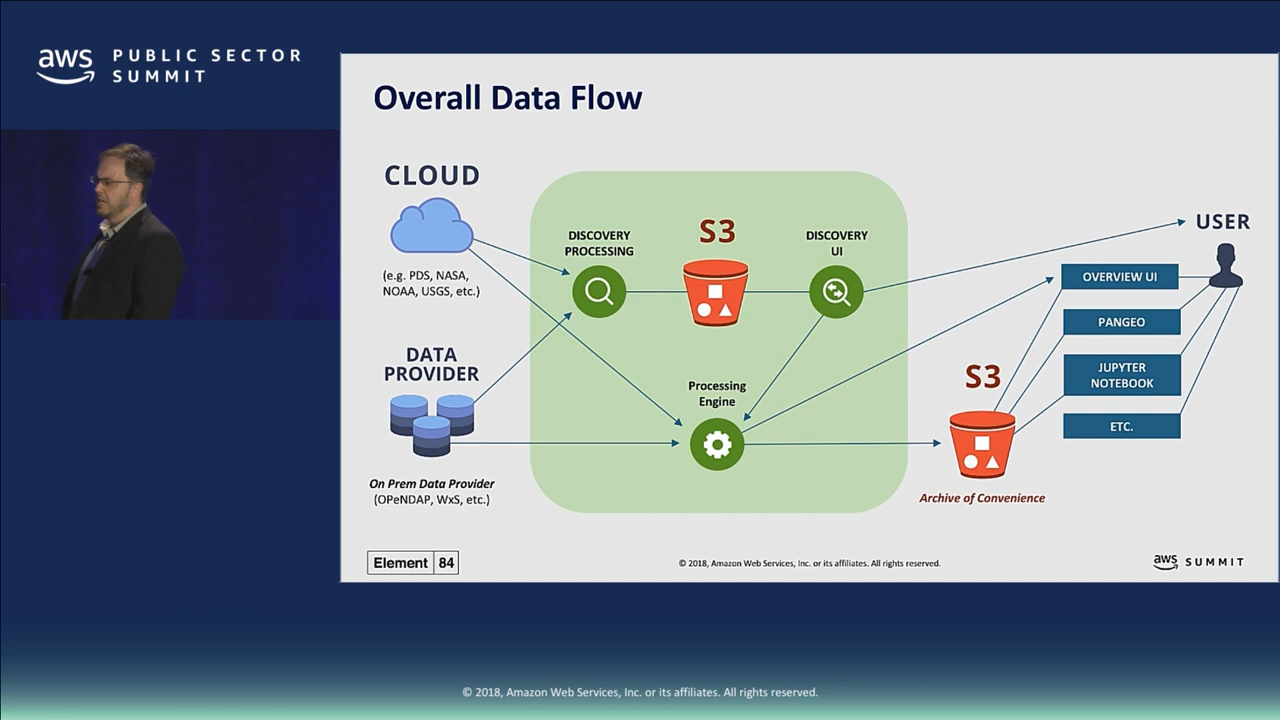 aws PUBLIC SECTOR
SUMMIT
Overall Data Flow
CLOUD
(e.g. PDS, NASA,
NOAA, USGS, etc.)
DATA
PROVIDER
On Prem Data Provider
(OPeNDAP, WxS, etc.)
DISCOVERY
PROCESSING
S3
DISCOVERY
UI
Processing
Engine
S3
Archive of Convenience
USER
OVERVIEW UI
PANGEO
JUPYTER
NOTEBOOK
ETC.
Element 84
© 2018, Amazon Web Services, Inc. or its affiliates. All rights reserved.
aws SUMMIT
© 2018, Amazon Web Services, Inc. or its affiliates. All rights reserved.